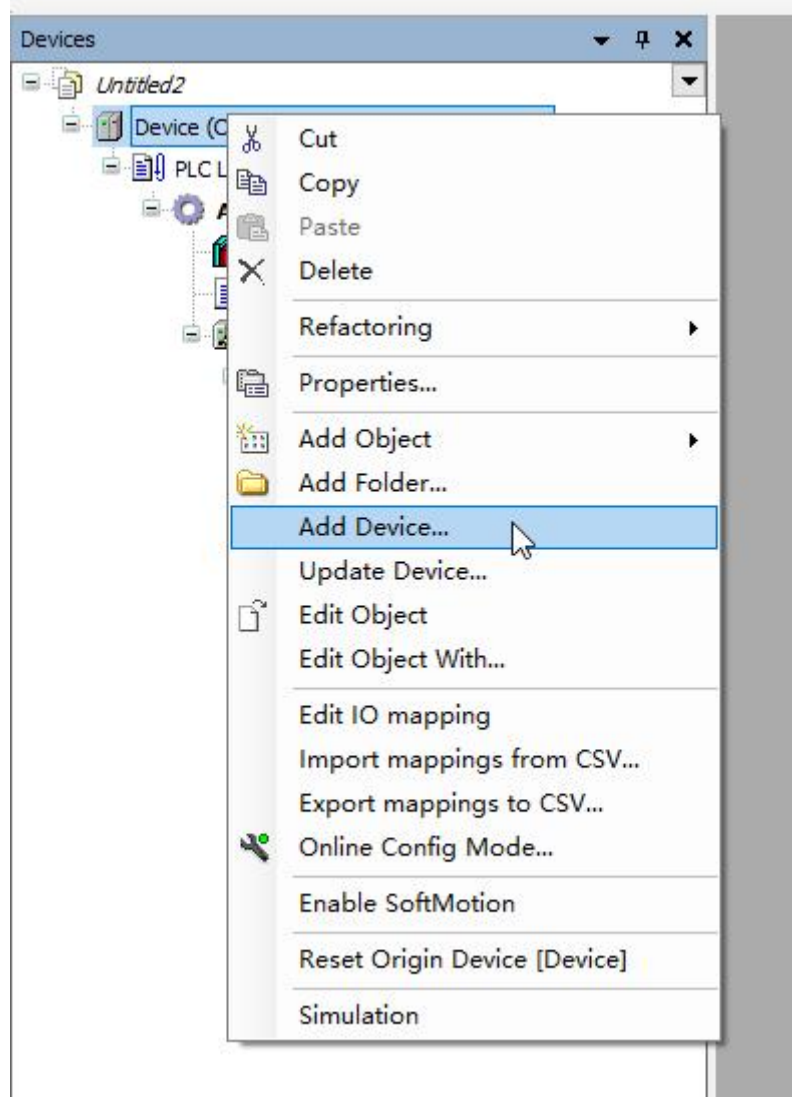 Devices
Untitled2
Device (C
PLC L
Cut
Copy
Paste
Delete
Refactoring
Properties...
Add Object
Add Folder...
Add Device...
Update Device...
Edit Object
Edit Object With...
Edit IO mapping
Import mappings from CSV...
Export mappings to CSV...
Online Config Mode...
Enable SoftMotion
Reset Origin Device [Device]
Simulation